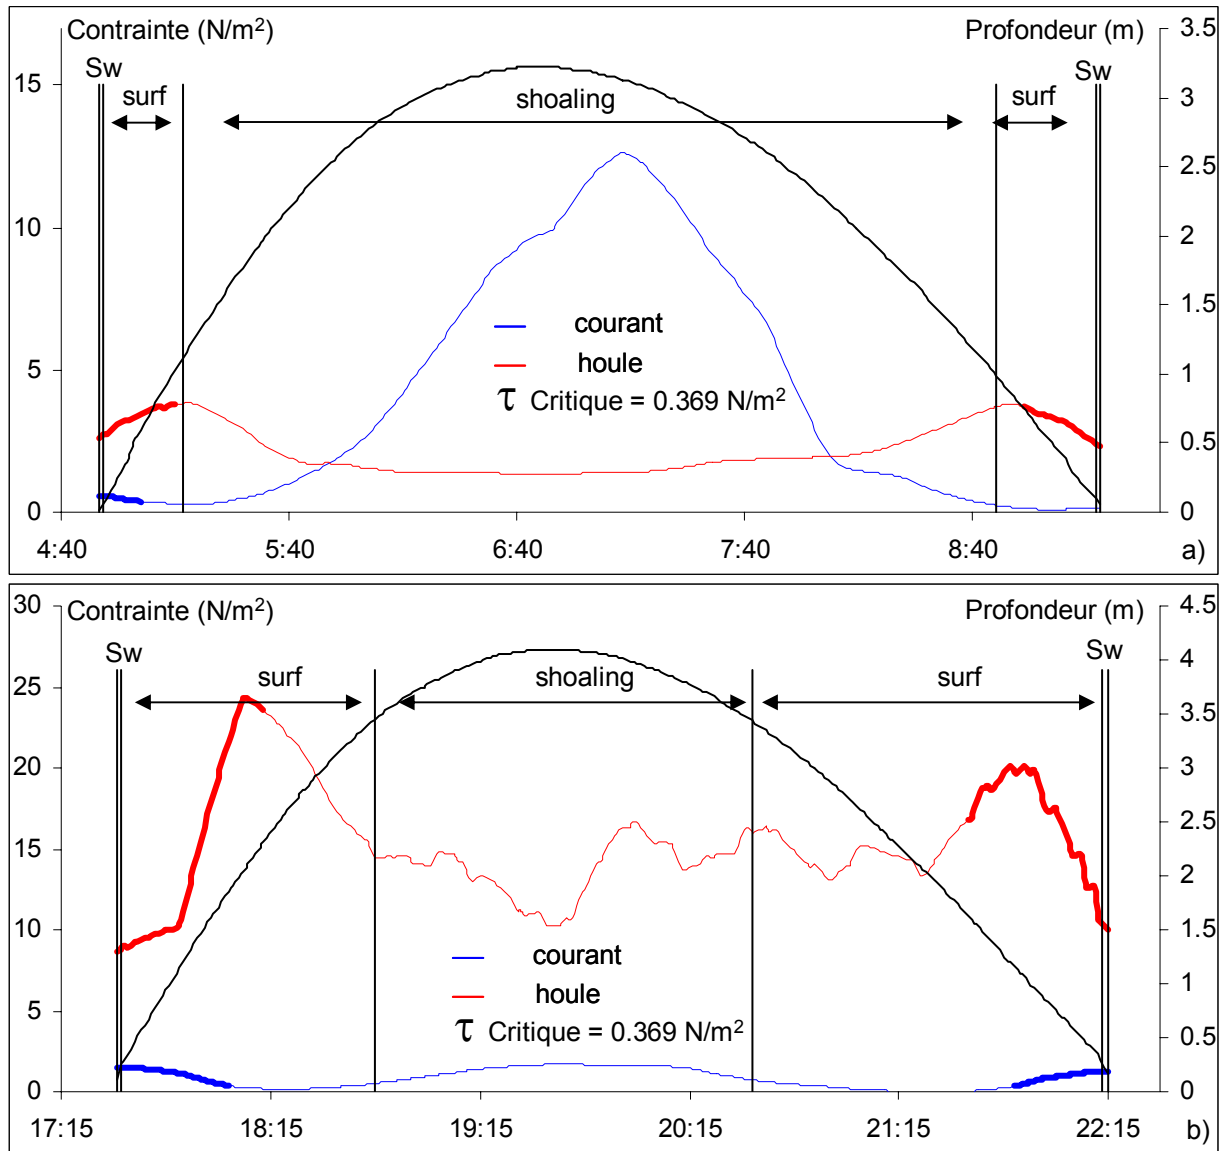 Contrainte (N/m²) Profondeur (m)
3.5
Sw Sw
15
surf shoaling surf
3
2.5
10
2
1.5
courant
5
houle
1
τ Critique = 0.369 N/m²
0.5
0 0
4:40 5:40 6:40 7:40 8:40 a)
30 Contrainte (N/m²) Profondeur (m) 4.5
Sw Sw
4
surf shoaling surf
25
3.5
20 3
2.5
15
2
10 1.5
courant
houle
1
5
τ Critique = 0.369 N/m²
0.5
0 0
17:15 18:15 19:15 20:15 21:15 22:15 b)